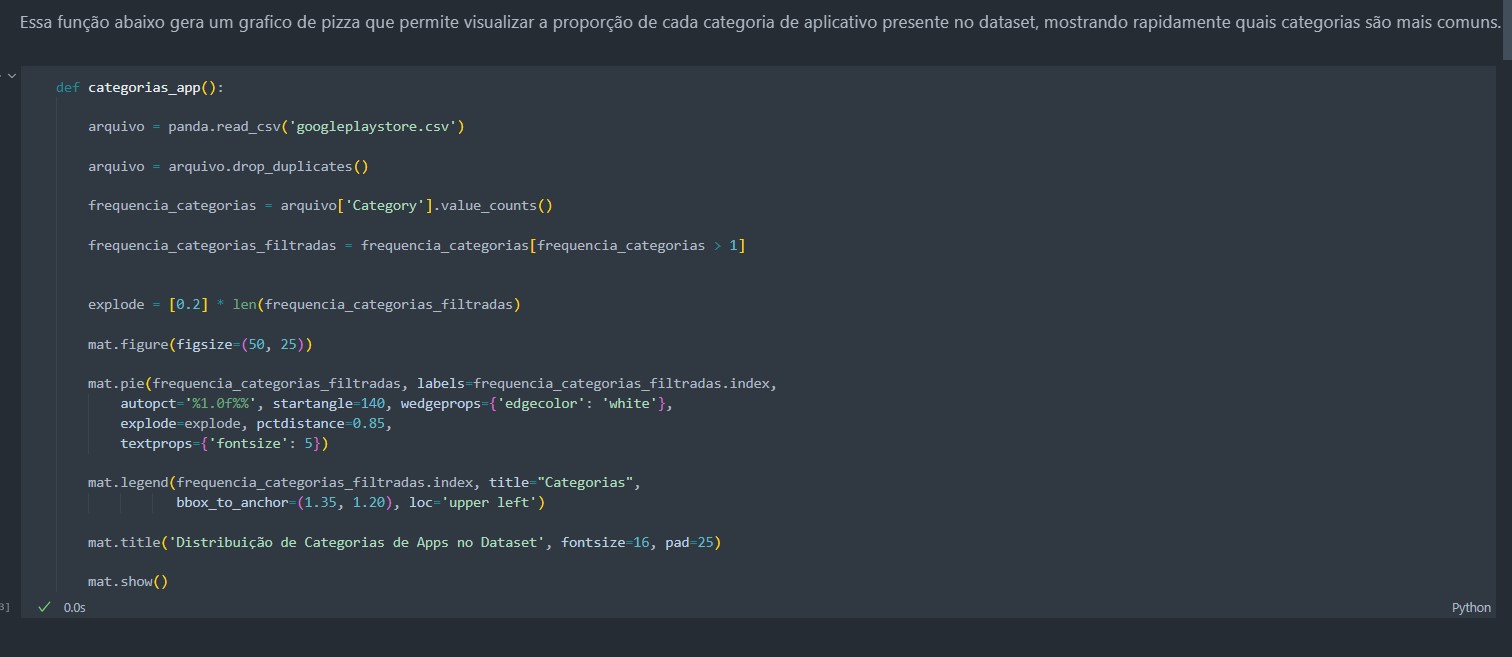 Essa função abaixo gera um grafico de pizza que permite visualizar a proporção de cada categoria de aplicativo presente no dataset, mostrando rapidamente quais categorias são mais comuns.
def categorias_app():
arquivo = panda.read_csv('googleplaystore.csv')
arquivo = arquivo.drop_duplicates()
frequencia_categorias = arquivo['Category'].value_counts()
frequencia_categorias_filtradas = frequencia_categorias[frequencia_categorias > 1]
explode = [0.2] * len(frequencia_categorias_filtradas)
mat.figure(figsize=(50, 25))
mat.pie(frequencia_categorias_filtradas, labels=frequencia_categorias_filtradas.index,
autopct='%1.0f%%', startangle=140, wedgeprops={'edgecolor': 'white'},
explode=explode, pctdistance=0.85,
textprops={'fontsize': 5})
mat.legend(frequencia_categorias_filtradas.index, title="Categorias",
bbox_to_anchor=(1.35, 1.20), loc='upper left')
mat.title('Distribuição de Categorias de Apps no Dataset', fontsize=16, pad=25)
mat.show()
3] 0.0s Python